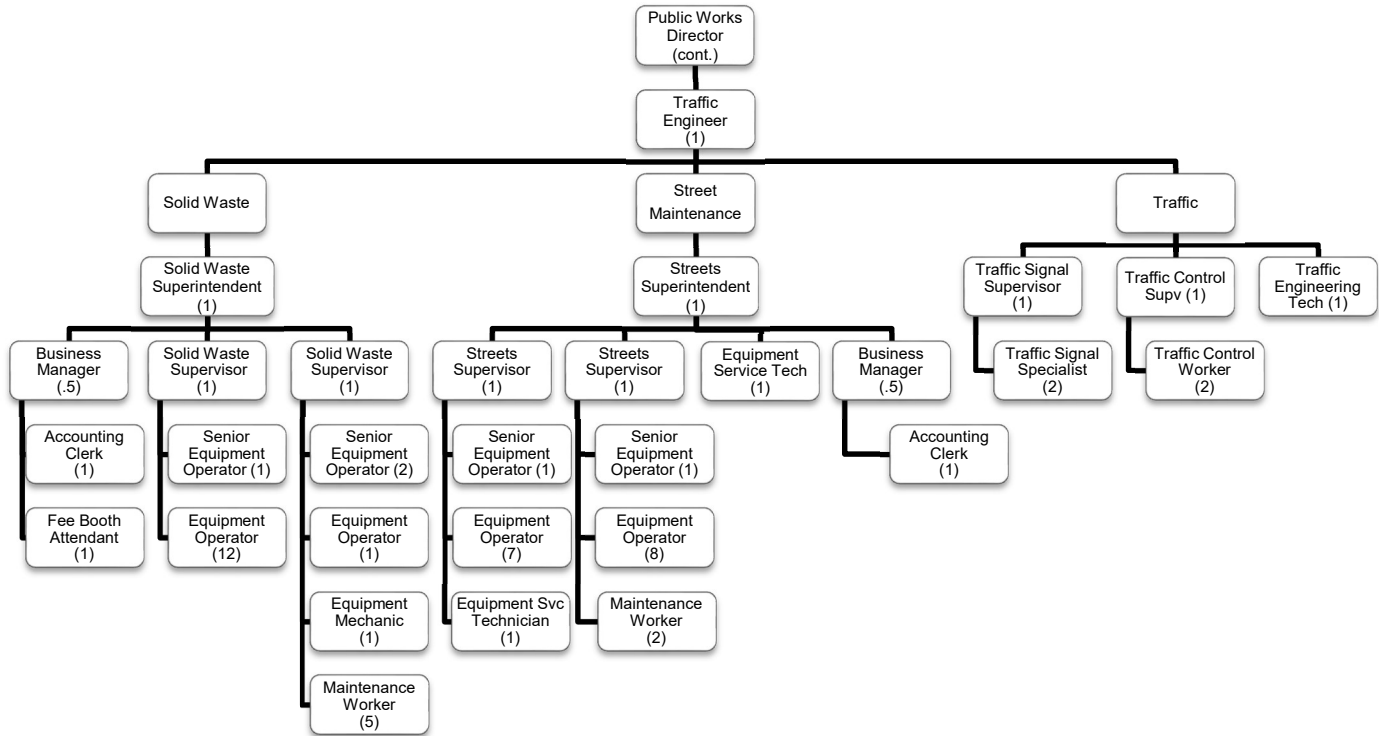 Public Works
Director
(cont.)
Traffic
Engineer
(1)
Solid Waste
Street
Maintenance
Traffic
Solid Waste
Superintendent
(1)
Streets
Superintendent
(1)
Traffic Signal
Supervisor
(1)
Traffic Control
Supv (1)
Traffic
Engineering
Tech (1)
Business
Manager
(.5)
Solid Waste
Supervisor
(1)
Solid Waste
Supervisor
(1)
Streets
Supervisor
(1)
Streets
Supervisor
(1)
Equipment
Service Tech
(1)
Business
Manager
(.5)
Traffic Signal
Specialist
(2)
Traffic Control
Worker
(2)
Accounting
Clerk
(1)
Senior
Equipment
Operator (1)
Senior
Equipment
Operator (2)
Senior
Equipment
Operator (1)
Senior
Equipment
Operator (1)
Accounting
Clerk
(1)
Fee Booth
Attendant
(1)
Equipment
Operator
(12)
Equipment
Operator
(1)
Equipment
Operator
(7)
Equipment
Operator
(8)
Equipment
Mechanic
(1)
Equipment Svc
Technician
(1)
Maintenance
Worker
(2)
Maintenance
Worker
(5)